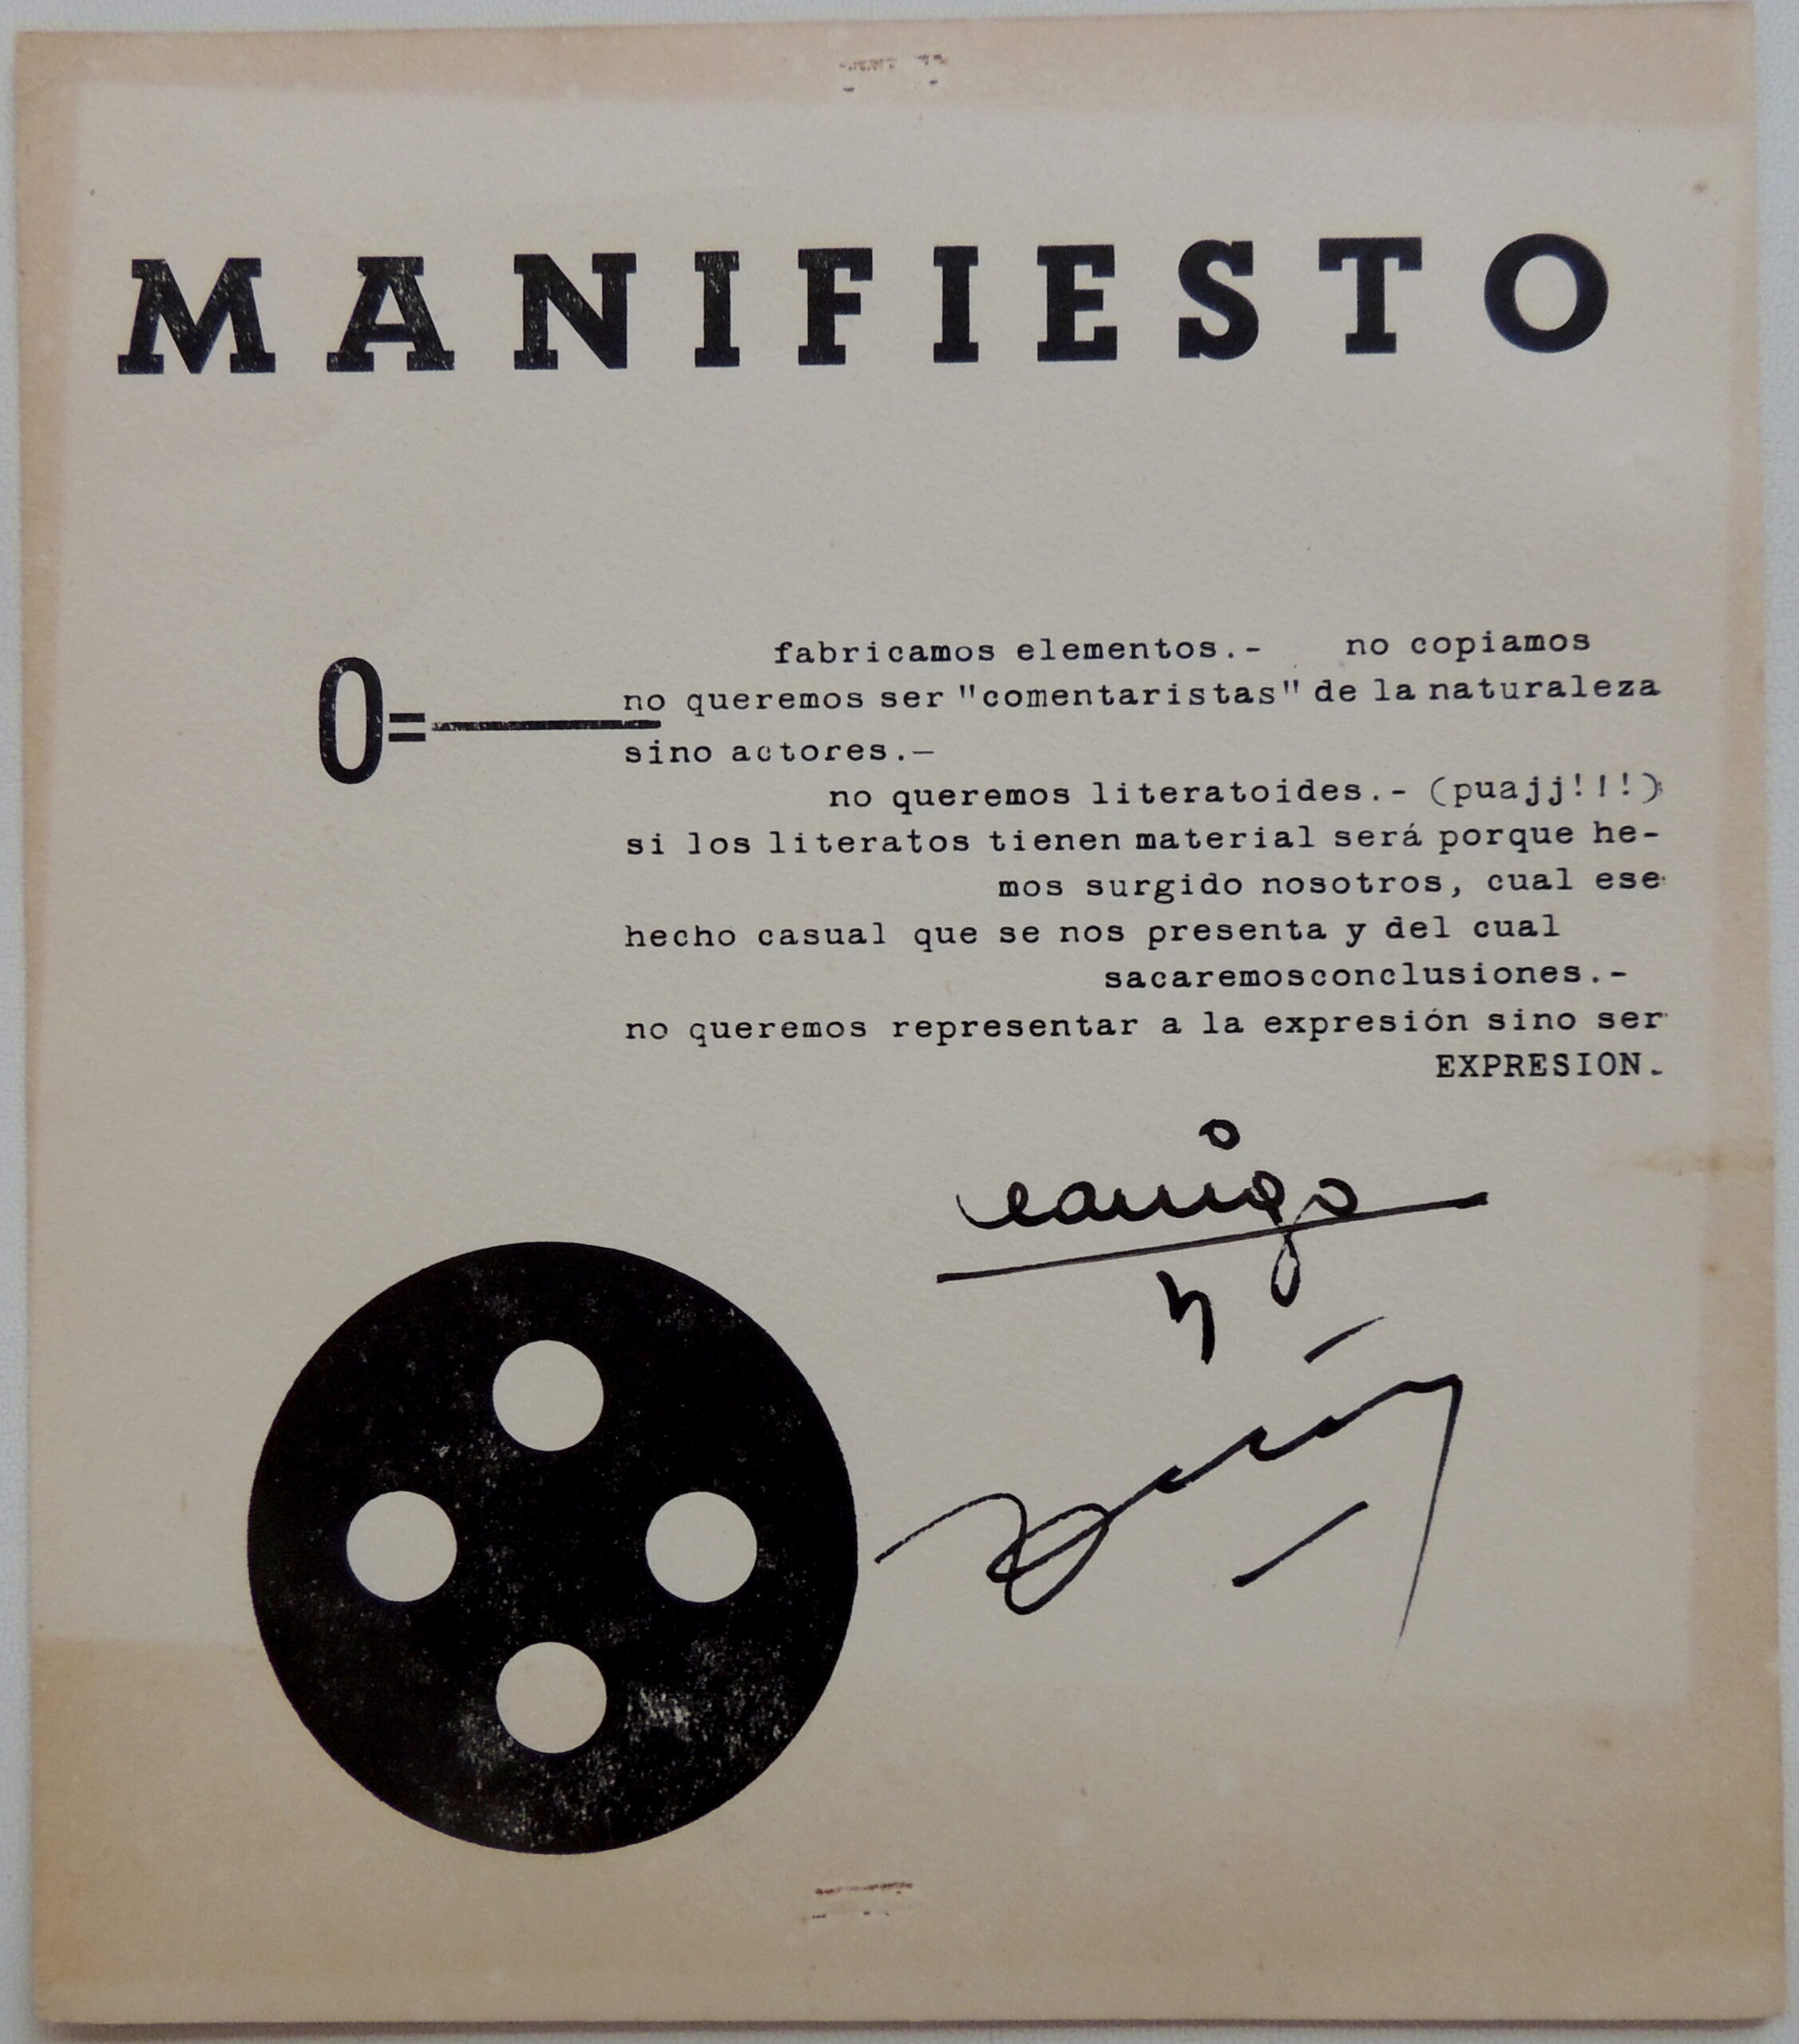 MANIFIESTO
fabricamos elementos.- no copiamos
no queremos ser "comentaristas" de la naturaleza
0=—
sino actores.—
no queremos literatoides.- (puajj!!!)
si los literatos tienen material será porque he-
mos surgido nosotros, cual ese
hecho casual que se nos presenta y del cual
sacaremosconclusiones.-
no queremos representar a la expresión sino ser
EXPRESION.-
y